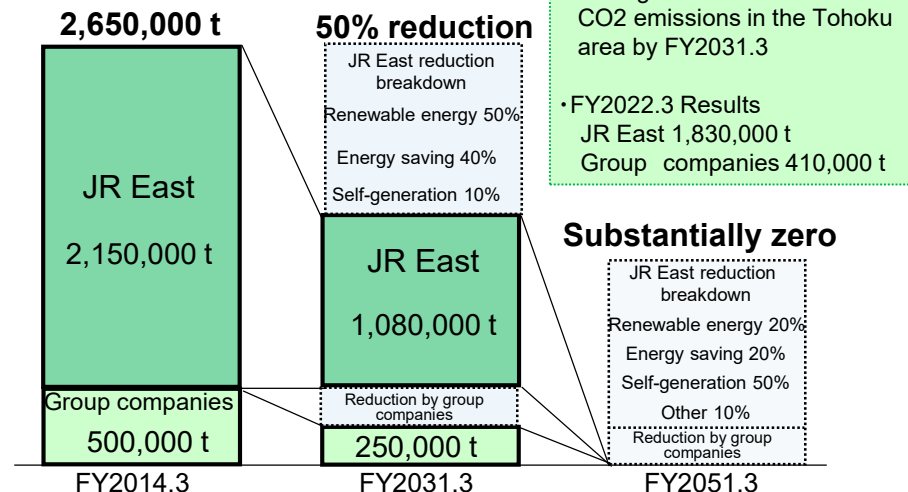 2,650,000 t
JR East
2,150,000 t
Group companies
500,000 t
FY2014.3
50% reduction
JR East reduction
breakdown
Renewable energy 50%
Energy saving 40%
Self-generation 10%
JR East
1,080,000 t
Reduction by group
companies
250,000 t
FY2031.3
CO2 emissions in the Tohoku
area by FY2031.3
・FY2022.3 Results
JR East 1,830,000 t
Group companies 410,000 t
Substantially zero
JR East reduction
breakdown
Renewable energy 20%
Energy saving 20%
Self-generation 50%
Other 10%
Reduction by group
companies
FY2051.3